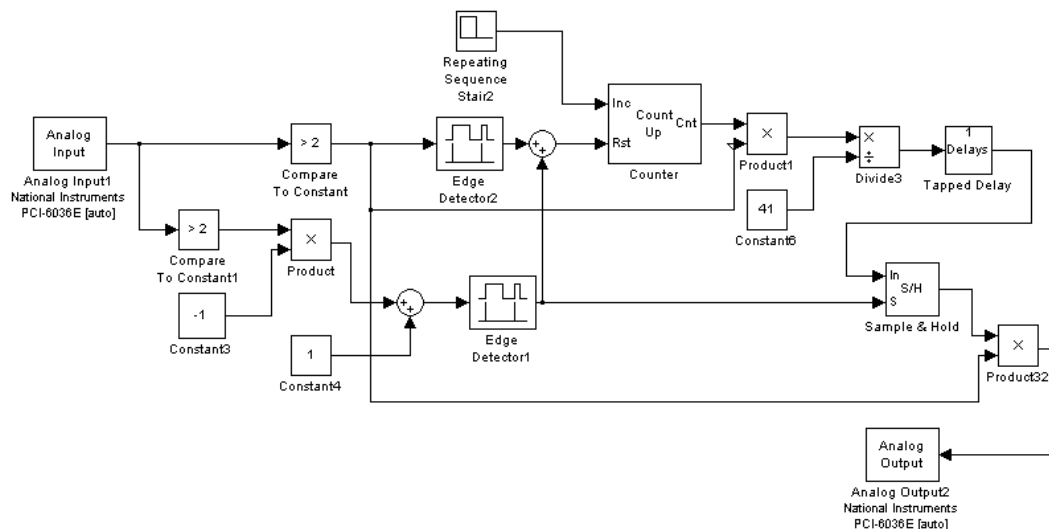 Repeating
Sequence
Stair2
Inc
Rst
Count
Up
Cnt
Counter
Analog
Input
Analog Input1
National Instruments
PCI-6036E [auto]
> 2
Compare
To Constant
Edge
Detector2
+
+
×
Product1
×
÷
Divide3
1
Delays
Tapped Delay
41
Constant6
> 2
Compare
To Constant1
×
Product
-1
Constant3
+
+
1
Constant4
Edge
Detector1
In
S/H
S
Sample & Hold
×
Product32
Analog
Output
Analog Output2
National Instruments
PCI-6036E [auto]